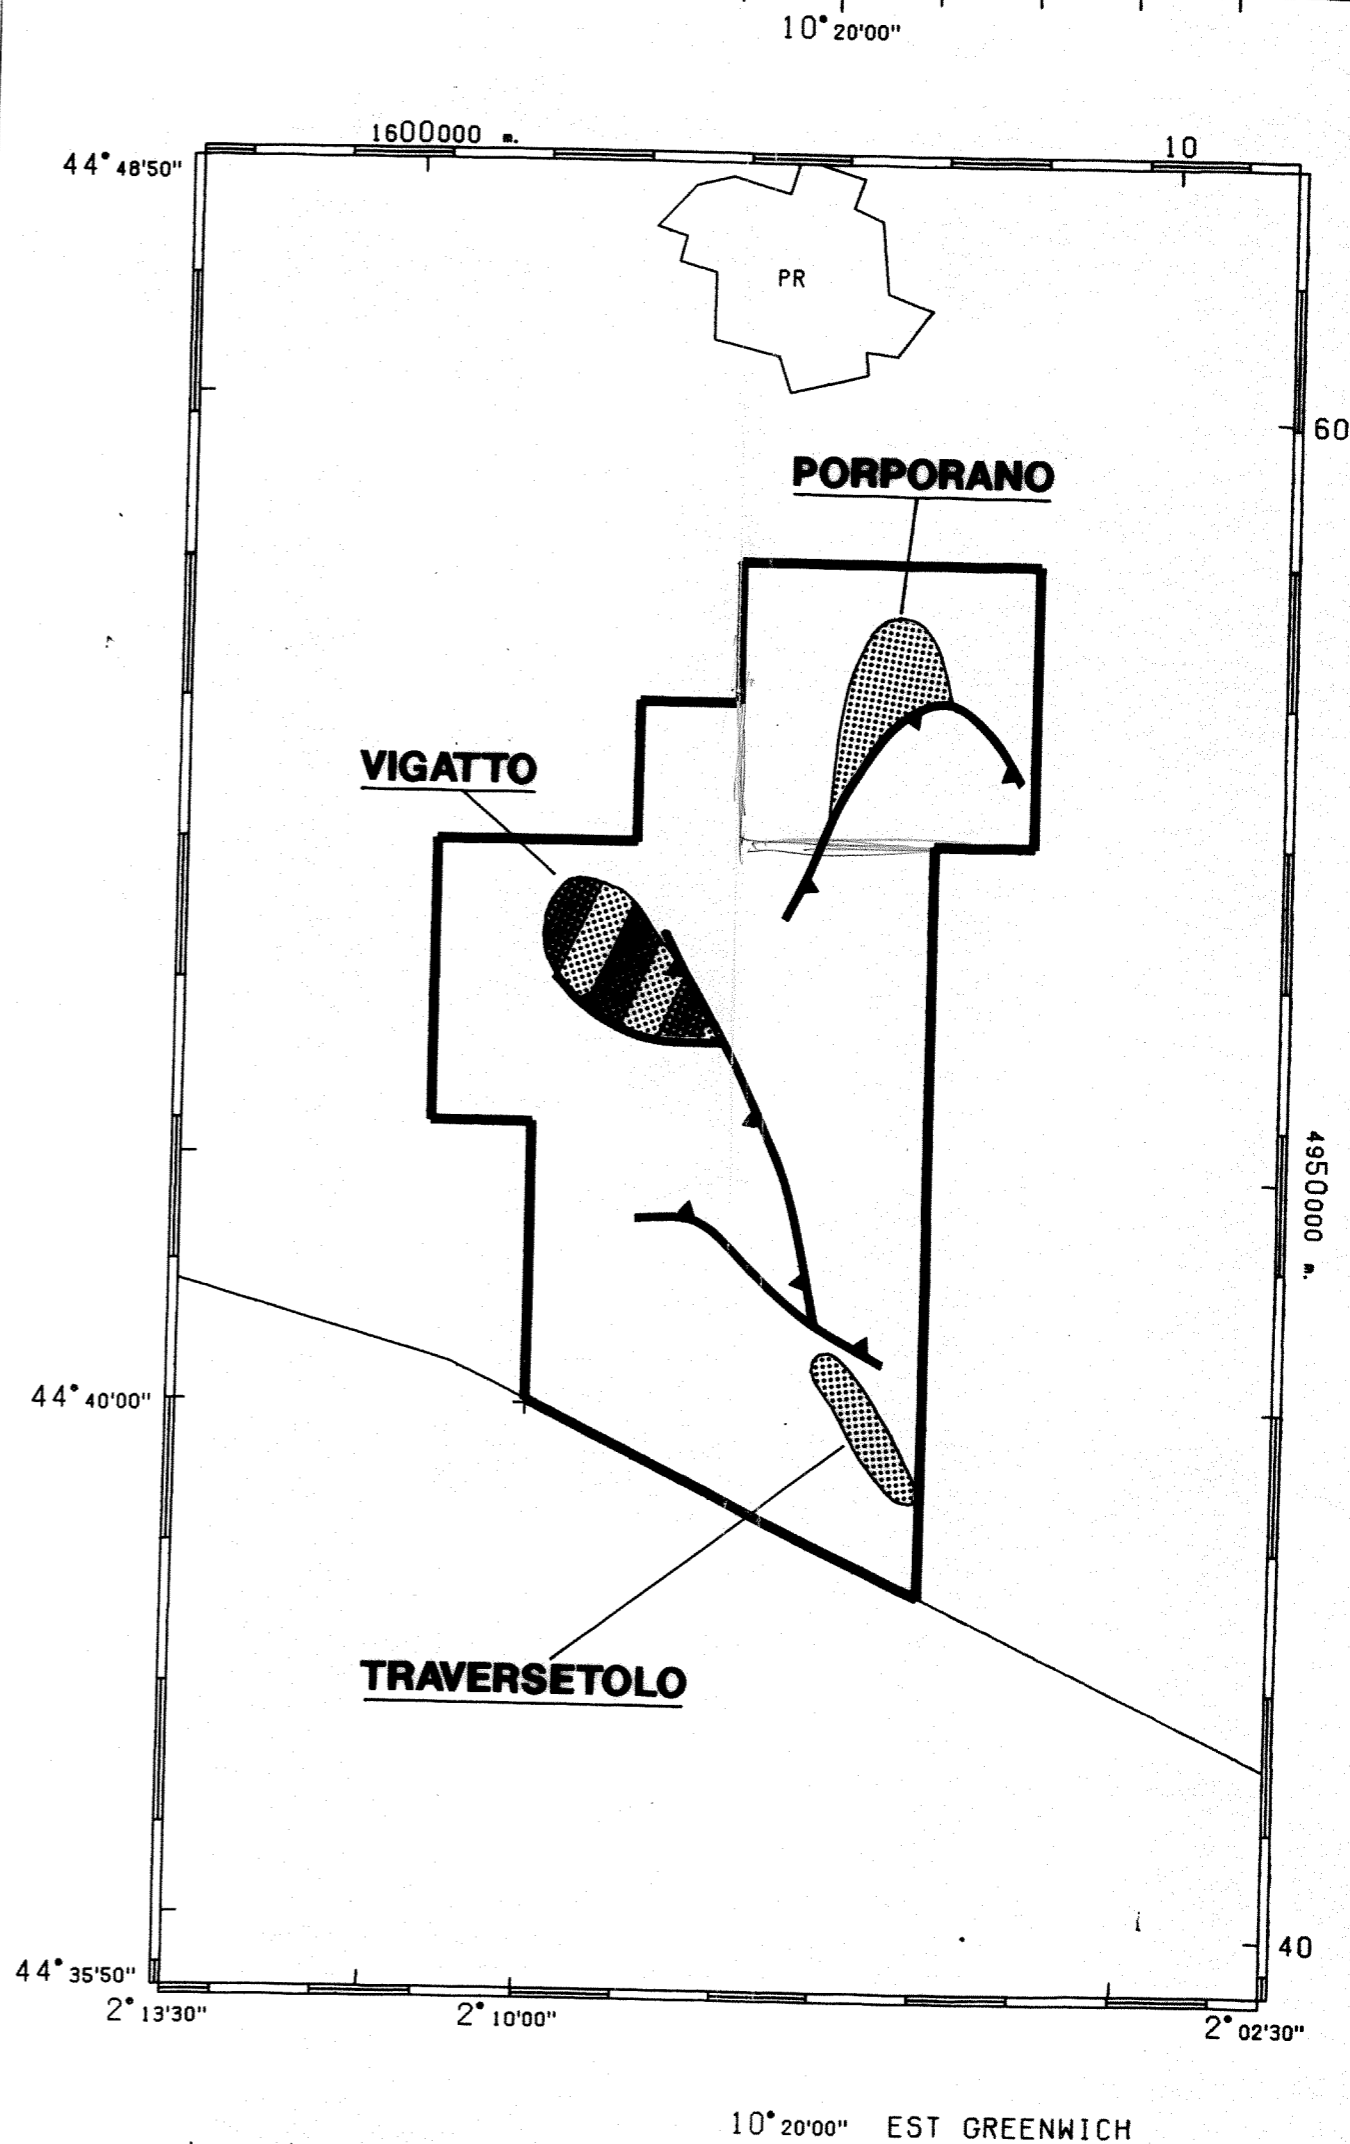 10°20'00"
1600000 m.
10
44°48'50"
PR
60
PORPORANO
VIGATTO
4950000 m.
44°40'00"
TRAVERSETOLO
40
44°35'50"
2°13'30"
2°10'00"
2°02'30"
10°20'00" EST GREENWICH